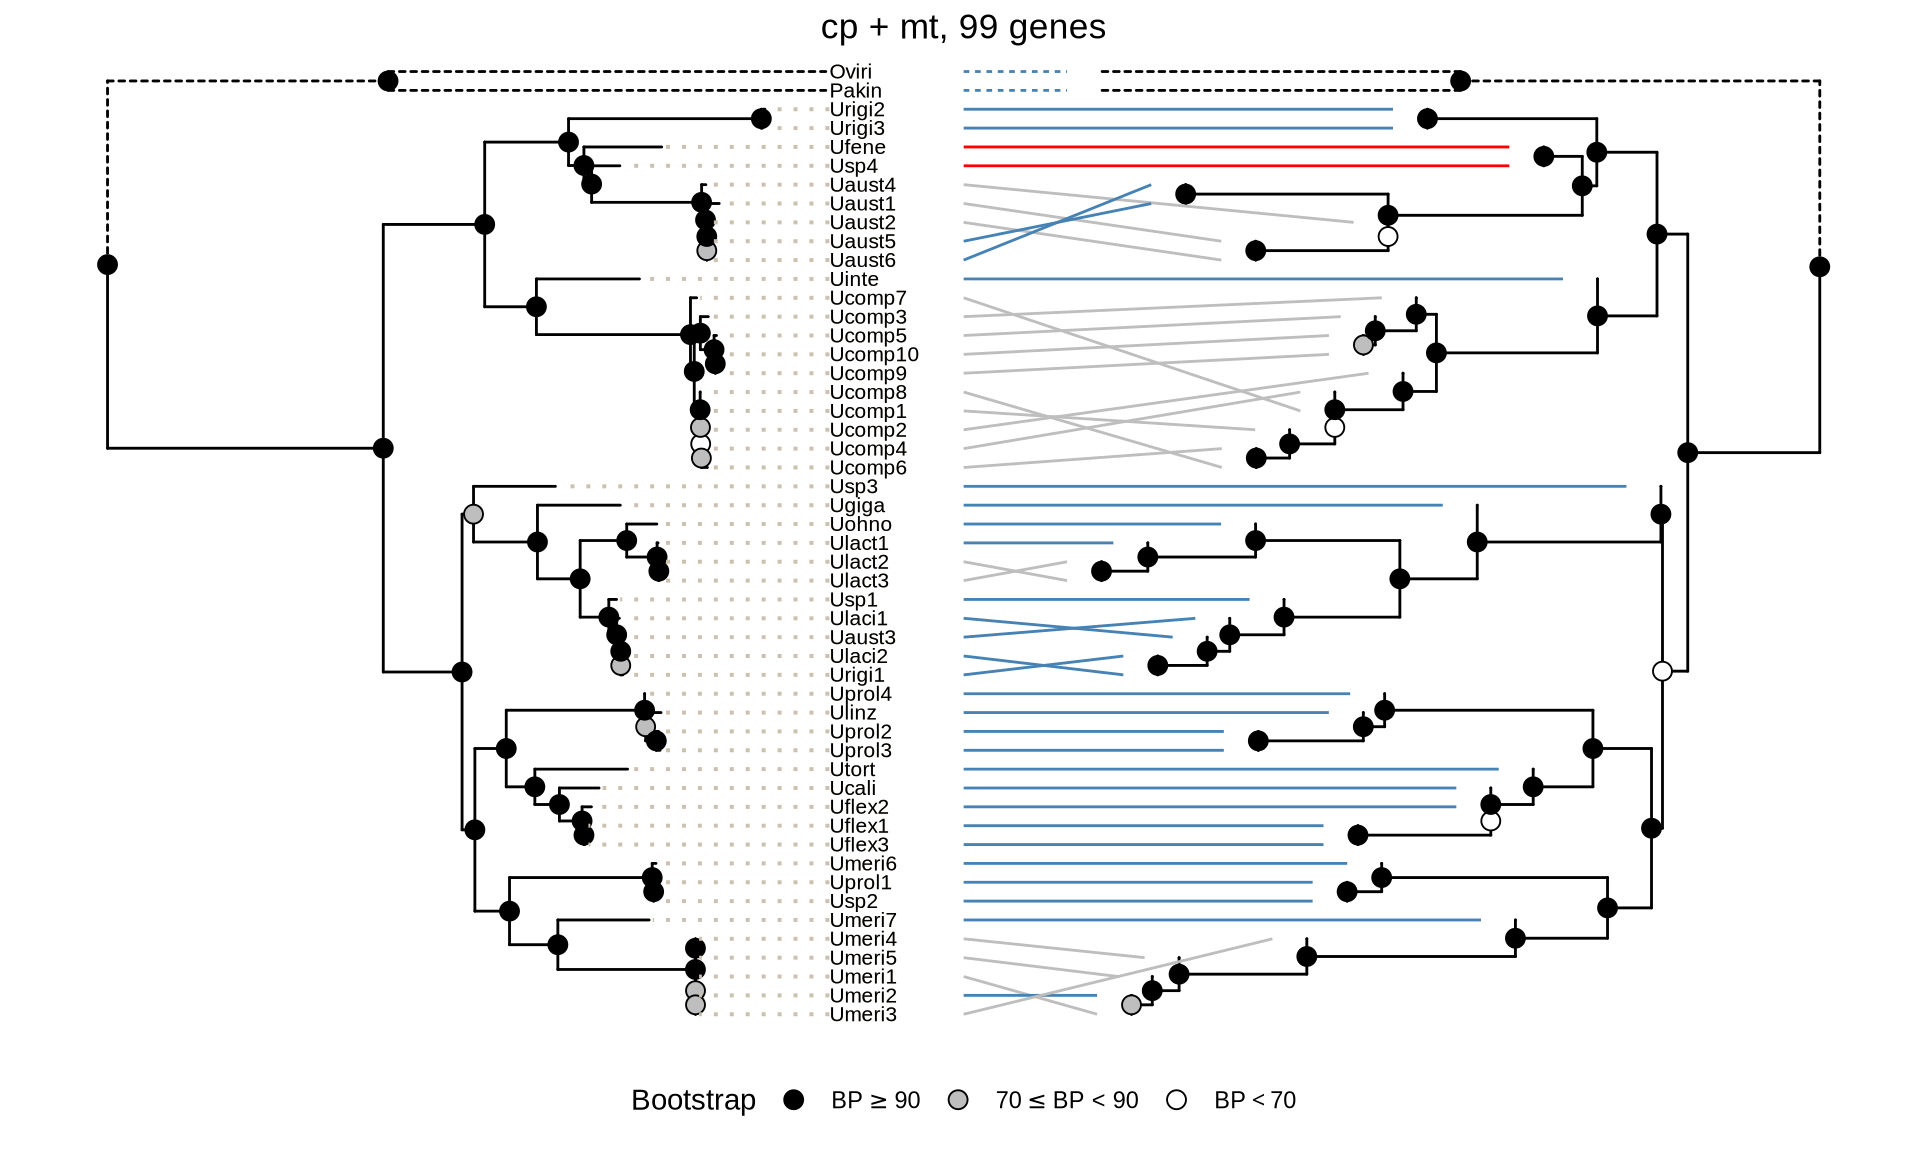 cp + mt, 99 genes
Oviri
Pakin
Urigi2
Urigi3
Ufene
Usp4
Uaust4
Uaust1
Uaust2
Uaust5
Uaust6
Uinte
Ucomp7
Ucomp3
Ucomp5
Ucomp10
Ucomp9
Ucomp8
Ucomp1
Ucomp2
Ucomp4
Ucomp6
Usp3
Ugiga
Uohno
Ulact1
Ulact2
Ulact3
Usp1
Ulaci1
Uaust3
Ulaci2
Urigi1
Uprol4
Ulinz
Uprol2
Uprol3
Utort
Ucali
Uflex2
Uflex1
Uflex3
Umeri6
Uprol1
Usp2
Umeri7
Umeri4
Umeri5
Umeri1
Umeri2
Umeri3
Bootstrap BP ≥ 90 70 ≤ BP < 90 BP < 70